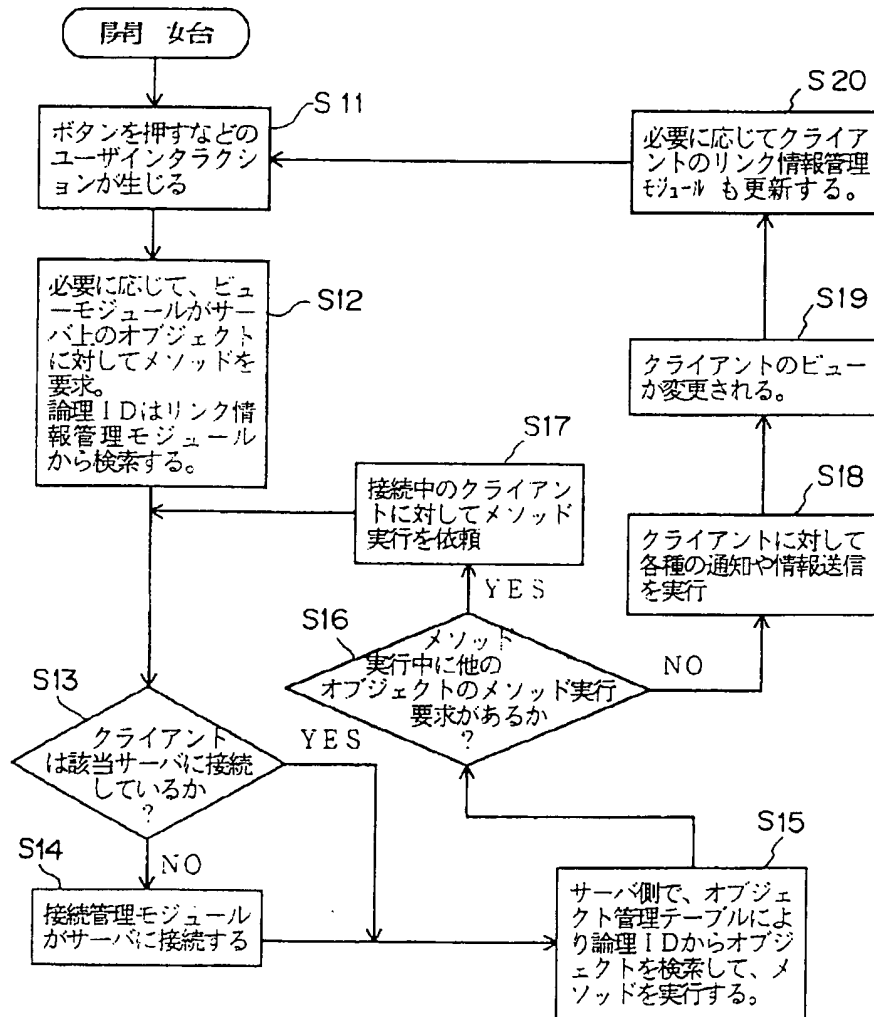 開始
S11
ボタンを押すなどの
ユーザインタラクシ
ョンが生じる
S12
必要に応じて、ビュ
ーモジュールがサー
バ上のオブジェクト
に対してメソッドを
要求。
論理IDはリンク情
報管理モジュール
から検索する。
S13
クライアント
は該当サーバに接続
しているか
?
YES
NO
S14
接続管理モジュール
がサーバに接続する
S15
サーバ側で、オブジェ
クト管理テーブルによ
り論理IDからオブジ
ェクトを検索して、メ
ソッドを実行する。
S16
メソッド
実行中に他の
オブジェクトのメソッド実行
要求があるか
?
YES
NO
S17
接続中のクライアン
トに対してメソッド
実行を依頼
S18
クライアントに対して
各種の通知や情報送信
を実行
S19
クライアントのビュー
が変更される。
S20
必要に応じてクライア
ントのリンク情報管理
モジュール も更新する。